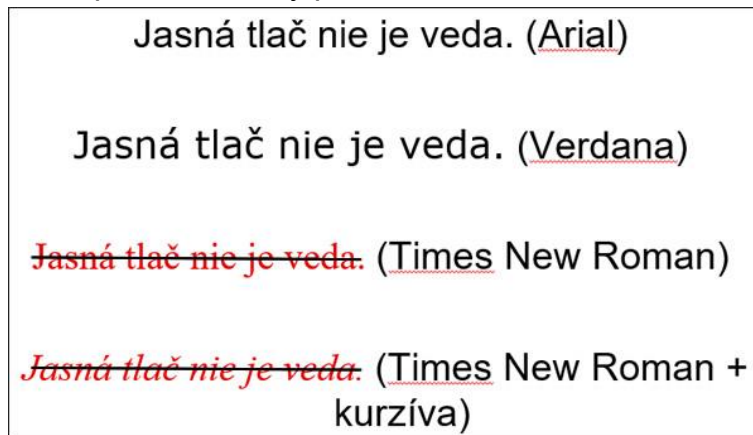 Jasná tlač nie je veda. (Arial)
Jasná tlač nie je veda. (Verdana)
Jasná tlač nie je veda. (Times New Roman)
Jasná tlač nie je veda. (Times New Roman +
kurzíva)